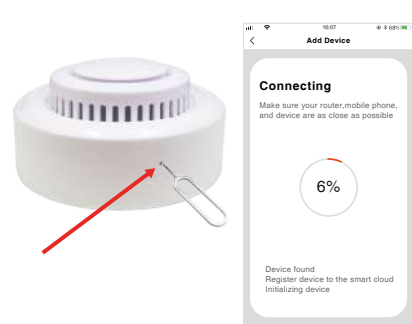 16:07
68%
Add Device
Connecting
Make sure your router,mobile phone,
and device are as close as possible
6%
Device found
Register device to the smart cloud
Initializing device